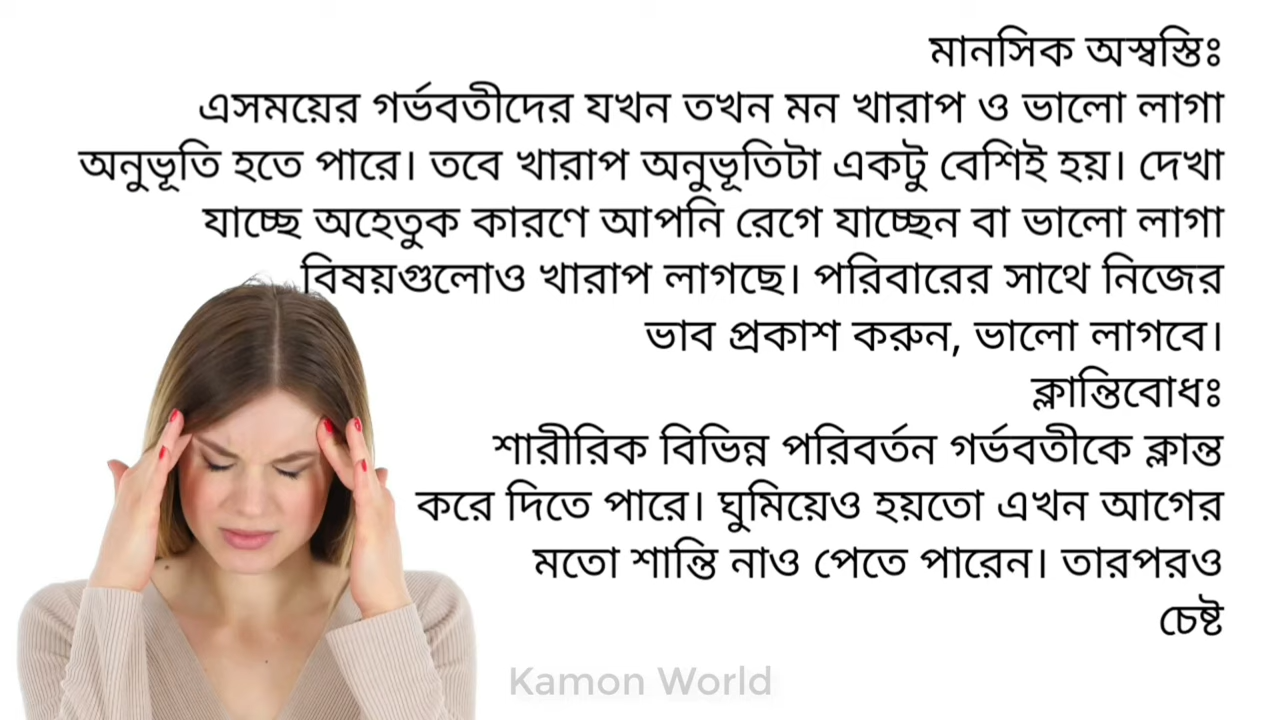 মানসিক অস্বস্তিঃ
এসময়ের গর্ভবতীদের যখন তখন মন খারাপ ও ভালো লাগা
অনুভূতি হতে পারে। তবে খারাপ অনুভূতিটা একটু বেশিই হয়। দেখা
যাচ্ছে অহেতুক কারণে আপনি রেগে যাচ্ছেন বা ভালো লাগা
বিষয়গুলোও খারাপ লাগছে। পরিবারের সাথে নিজের
ভাব প্রকাশ করুন, ভালো লাগবে।
ক্লান্তিবোধঃ
শারীরিক বিভিন্ন পরিবর্তন গর্ভবতীকে ক্লান্ত
করে দিতে পারে। ঘুমিয়েও হয়তো এখন আগের
মতো শান্তি নাও পেতে পারেন। তারপরও
চেষ্ট
Kamon World